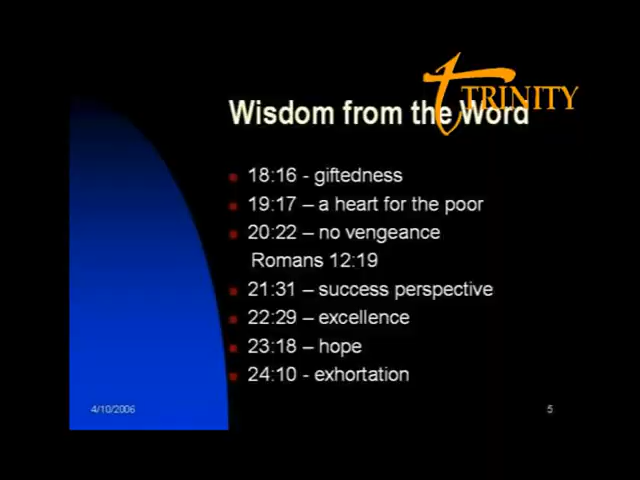 TRINITY
Wisdom from the Word
18:16 - giftedness
19:17 – a heart for the poor
20:22 – no vengeance
Romans 12:19
21:31 – success perspective
22:29 – excellence
23:18 – hope
24:10 - exhortation
4/10/2006
5